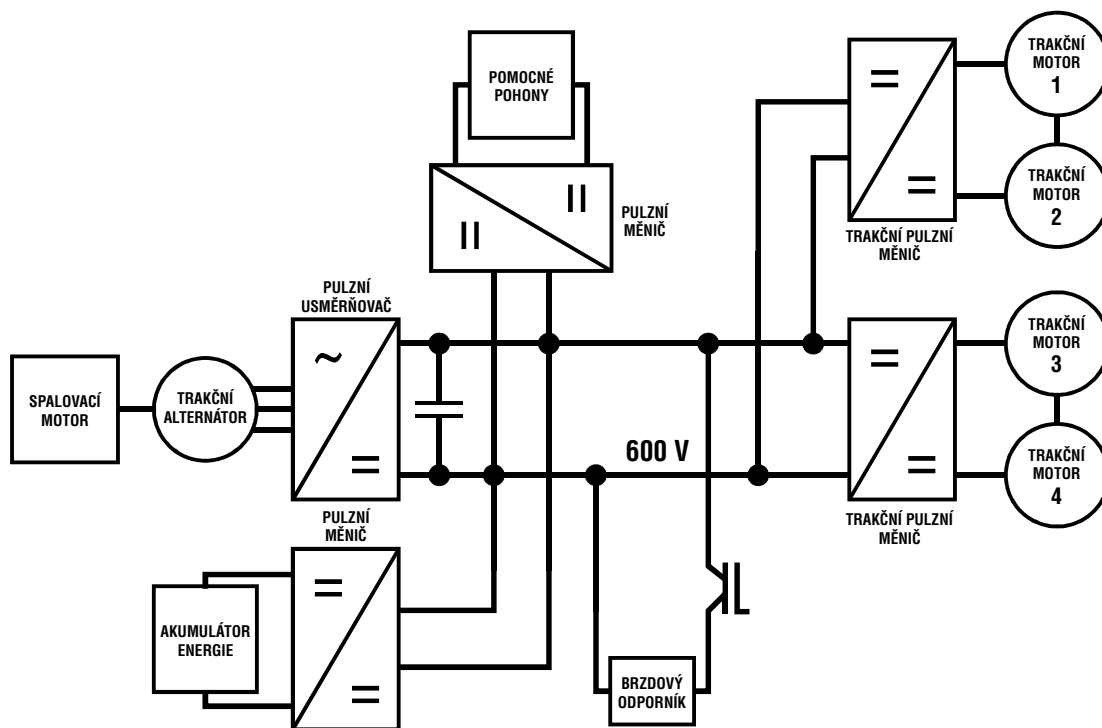 POMOCNÉ
POHONY
PULZNÍ
MĚNIČ
TRAKČNÍ
MOTOR
1
TRAKČNÍ
MOTOR
2
TRAKČNÍ PULZNÍ
MĚNIČ
PULZNÍ
USMĚRŇOVAČ
SPALOVACÍ
MOTOR
TRAKČNÍ
ALTERNÁTOR
600 V
TRAKČNÍ
MOTOR
3
TRAKČNÍ
MOTOR
4
TRAKČNÍ PULZNÍ
MĚNIČ
PULZNÍ
MĚNIČ
AKUMULÁTOR
ENERGIE
BRZDOVÝ
ODPORNÍK